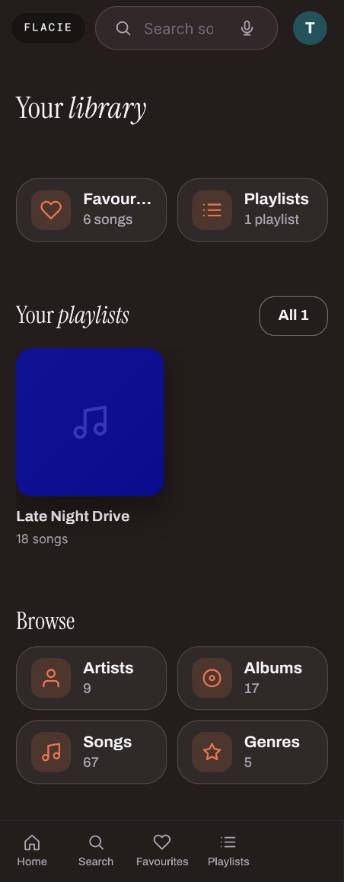 FLACIE
Search so
T
Your library
Favour...
6 songs
Playlists
1 playlist
Your playlists
All 1
Late Night Drive
18 songs
Browse
Artists
9
Albums
17
Songs
67
Genres
5
Home
Search
Favourites
Playlists